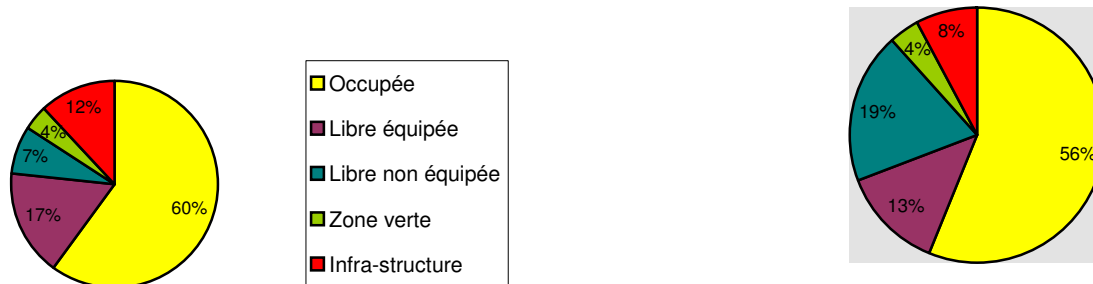 12%
4%
7%
17%
60%
Occupée
Libre équipée
Libre non équipée
Zone verte
Infra-structure
8%
4%
19%
13%
56%